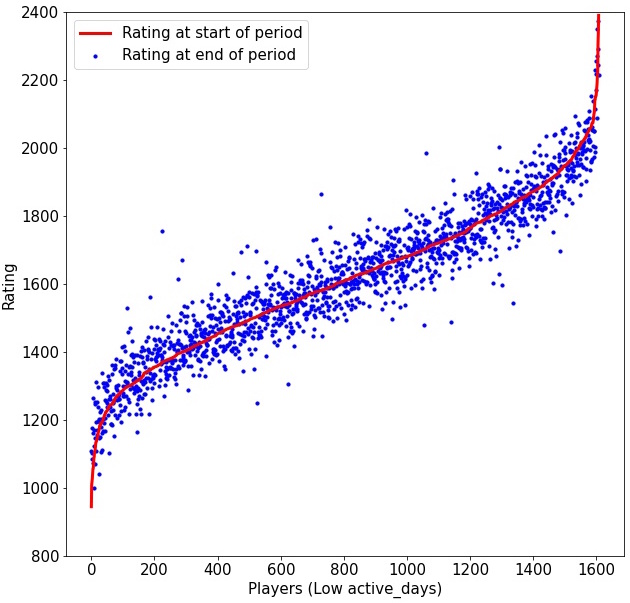 Rating at start of period
Rating at end of period
2400
2200
2000
1800
1600
1400
1200
1000
800
Rating
0 200 400 600 800 1000 1200 1400 1600
Players (Low active_days)